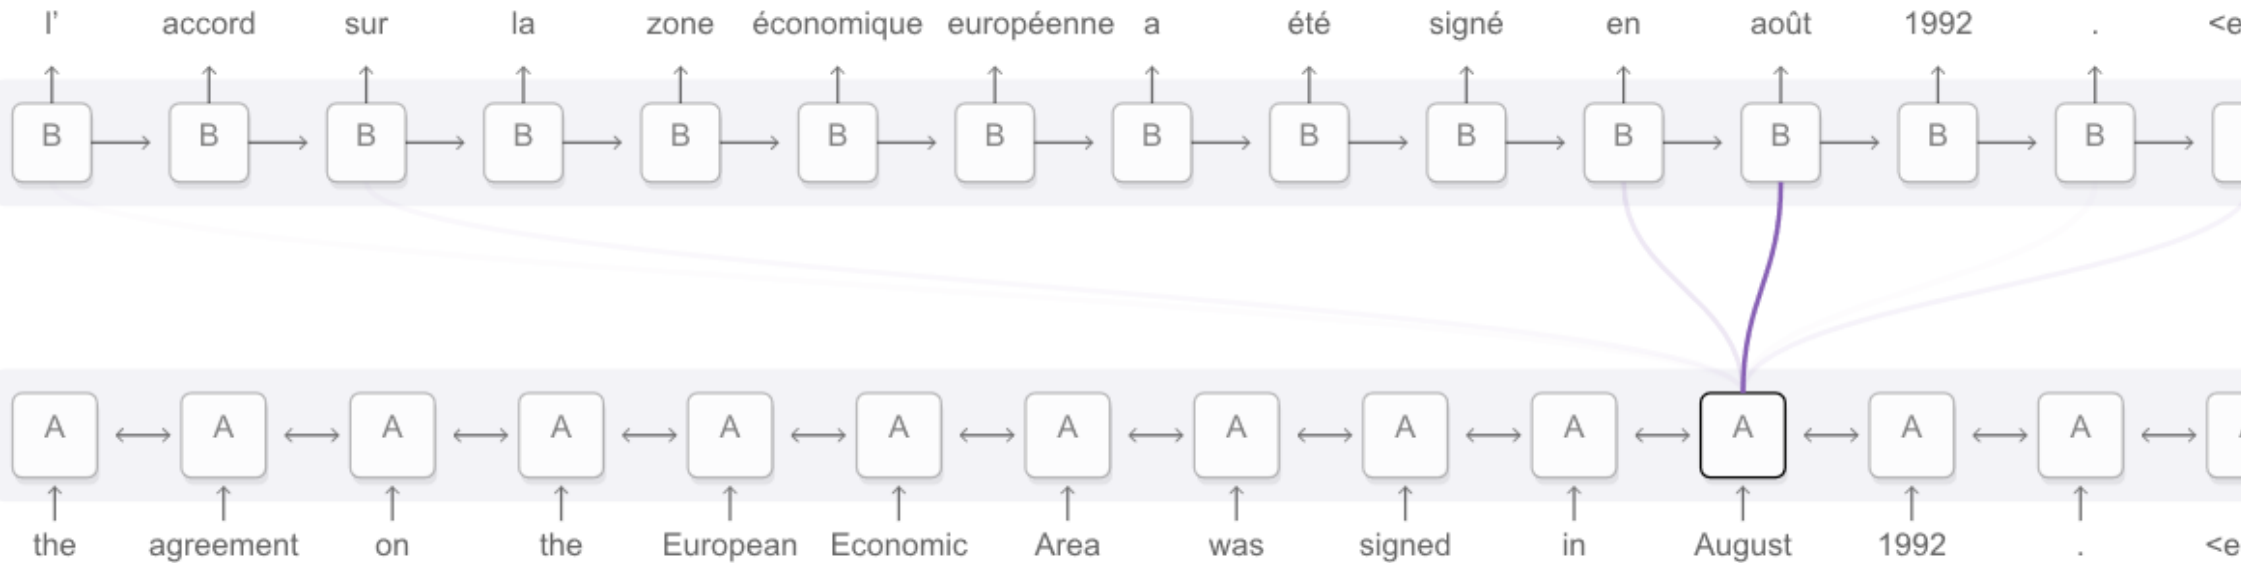 l’ accord sur la zone économique européenne a été signé en août 1992 . <e
B B B B B B B B B B B B B B
A A A A A A A A A A A A A
the agreement on the European Economic Area was signed in August 1992 . <e